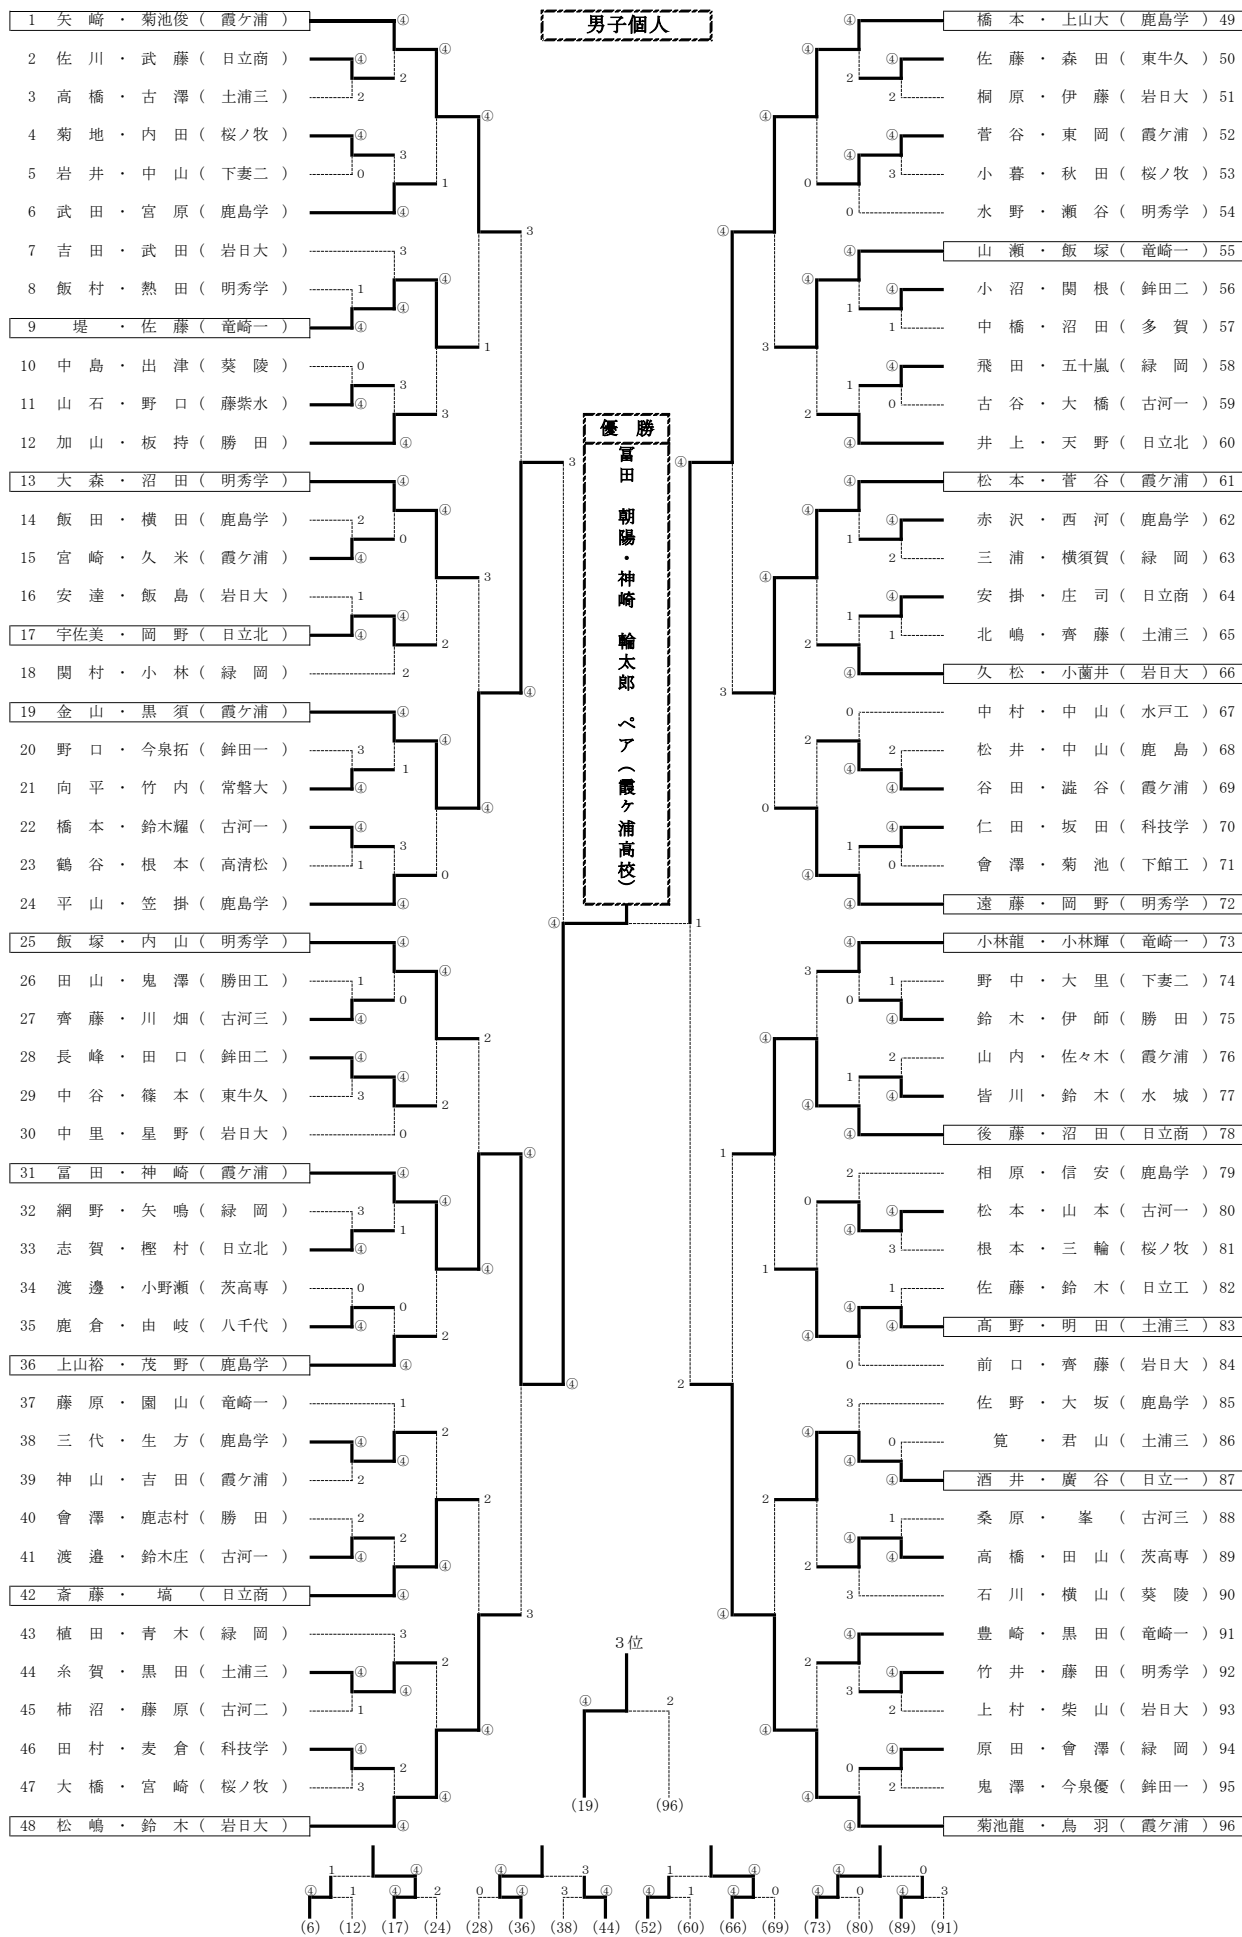 男子個人
1 矢﨑・菊池俊（霞ケ浦）
2 佐川・武藤（日立商）
3 高橋・古澤（土浦三）
4 菊地・内田（桜ノ牧）
5 岩井・中山（下妻二）
6 武田・宮原（鹿島学）
7 吉田・武田（岩日大）
8 飯村・熱田（明秀学）
9 堤・佐藤（竜崎一）
10 中島・出津（葵陵）
11 山石・野口（藤紫水）
12 加山・板持（勝田）
13 大森・沼田（明秀学）
14 飯田・横田（鹿島学）
15 宮崎・久米（霞ケ浦）
16 安達・飯島（岩日大）
17 宇佐美・岡野（日立北）
18 関村・小林（緑岡）
19 金山・黒須（霞ケ浦）
20 野口・今泉拓（鉾田一）
21 向平・竹内（常磐大）
22 橋本・鈴木耀（古河一）
23 鶴谷・根本（高清松）
24 平山・笠掛（鹿島学）
25 飯塚・内山（明秀学）
26 田山・鬼澤（勝田工）
27 齊藤・川畑（古河三）
28 長峰・田口（鉾田二）
29 中谷・篠本（東牛久）
30 中里・星野（岩日大）
31 冨田・神崎（霞ケ浦）
32 網野・矢鳴（緑岡）
33 志賀・樫村（日立北）
34 渡邊・小野瀬（茨高専）
35 鹿倉・由岐（八千代）
36 上山裕・茂野（鹿島学）
37 藤原・園山（竜崎一）
38 三代・生方（鹿島学）
39 神山・吉田（霞ケ浦）
40 會澤・鹿志村（勝田）
41 渡邉・鈴木庄（古河一）
42 斎藤・塙（日立商）
43 植田・青木（緑岡）
44 糸賀・黒田（土浦三）
45 柿沼・藤原（古河二）
46 田村・麦倉（科技学）
47 大橋・宮崎（桜ノ牧）
48 松嶋・鈴木（岩日大）
優勝
冨田 朝陽・神崎 輪太郎 ペア（霞ヶ浦高校）
橋本・上山大（鹿島学）49
佐藤・森田（東牛久）50
桐原・伊藤（岩日大）51
菅谷・東岡（霞ケ浦）52
小暮・秋田（桜ノ牧）53
水野・瀬谷（明秀学）54
山瀬・飯塚（竜崎一）55
小沼・関根（鉾田二）56
中橋・沼田（多賀）57
飛田・五十嵐（緑岡）58
古谷・大橋（古河一）59
井上・天野（日立北）60
松本・菅谷（霞ケ浦）61
赤沢・西河（鹿島学）62
三浦・横須賀（緑岡）63
安掛・庄司（日立商）64
北嶋・齊藤（土浦三）65
久松・小薗井（岩日大）66
中村・中山（水戸工）67
松井・中山（鹿島）68
谷田・澁谷（霞ケ浦）69
仁田・坂田（科技学）70
會澤・菊池（下館工）71
遠藤・岡野（明秀学）72
小林龍・小林輝（竜崎一）73
野中・大里（下妻二）74
鈴木・伊師（勝田）75
山内・佐々木（霞ケ浦）76
皆川・鈴木（水城）77
後藤・沼田（日立商）78
相原・信安（鹿島学）79
松本・山本（古河一）80
根本・三輪（桜ノ牧）81
佐藤・鈴木（日立工）82
髙野・明田（土浦三）83
前口・齊藤（岩日大）84
佐野・大坂（鹿島学）85
筧・君山（土浦三）86
酒井・廣谷（日立一）87
桑原・峯（古河三）88
高橋・田山（茨高専）89
石川・横山（葵陵）90
豊崎・黒田（竜崎一）91
竹井・藤田（明秀学）92
上村・柴山（岩日大）93
原田・會澤（緑岡）94
鬼澤・今泉優（鉾田一）95
菊池龍・鳥羽（霞ケ浦）96
３位
④ 2
(19) (96)
1 ④ ④ 3 1 ④ ④ 0
④ 1 ④ 2 0 ④ 3 ④ ④ 1 ④ 0 ④ 0 ④ 3
(6) (12) (17) (24) (28) (36) (38) (44) (52) (60) (66) (69) (73) (80) (89) (91)